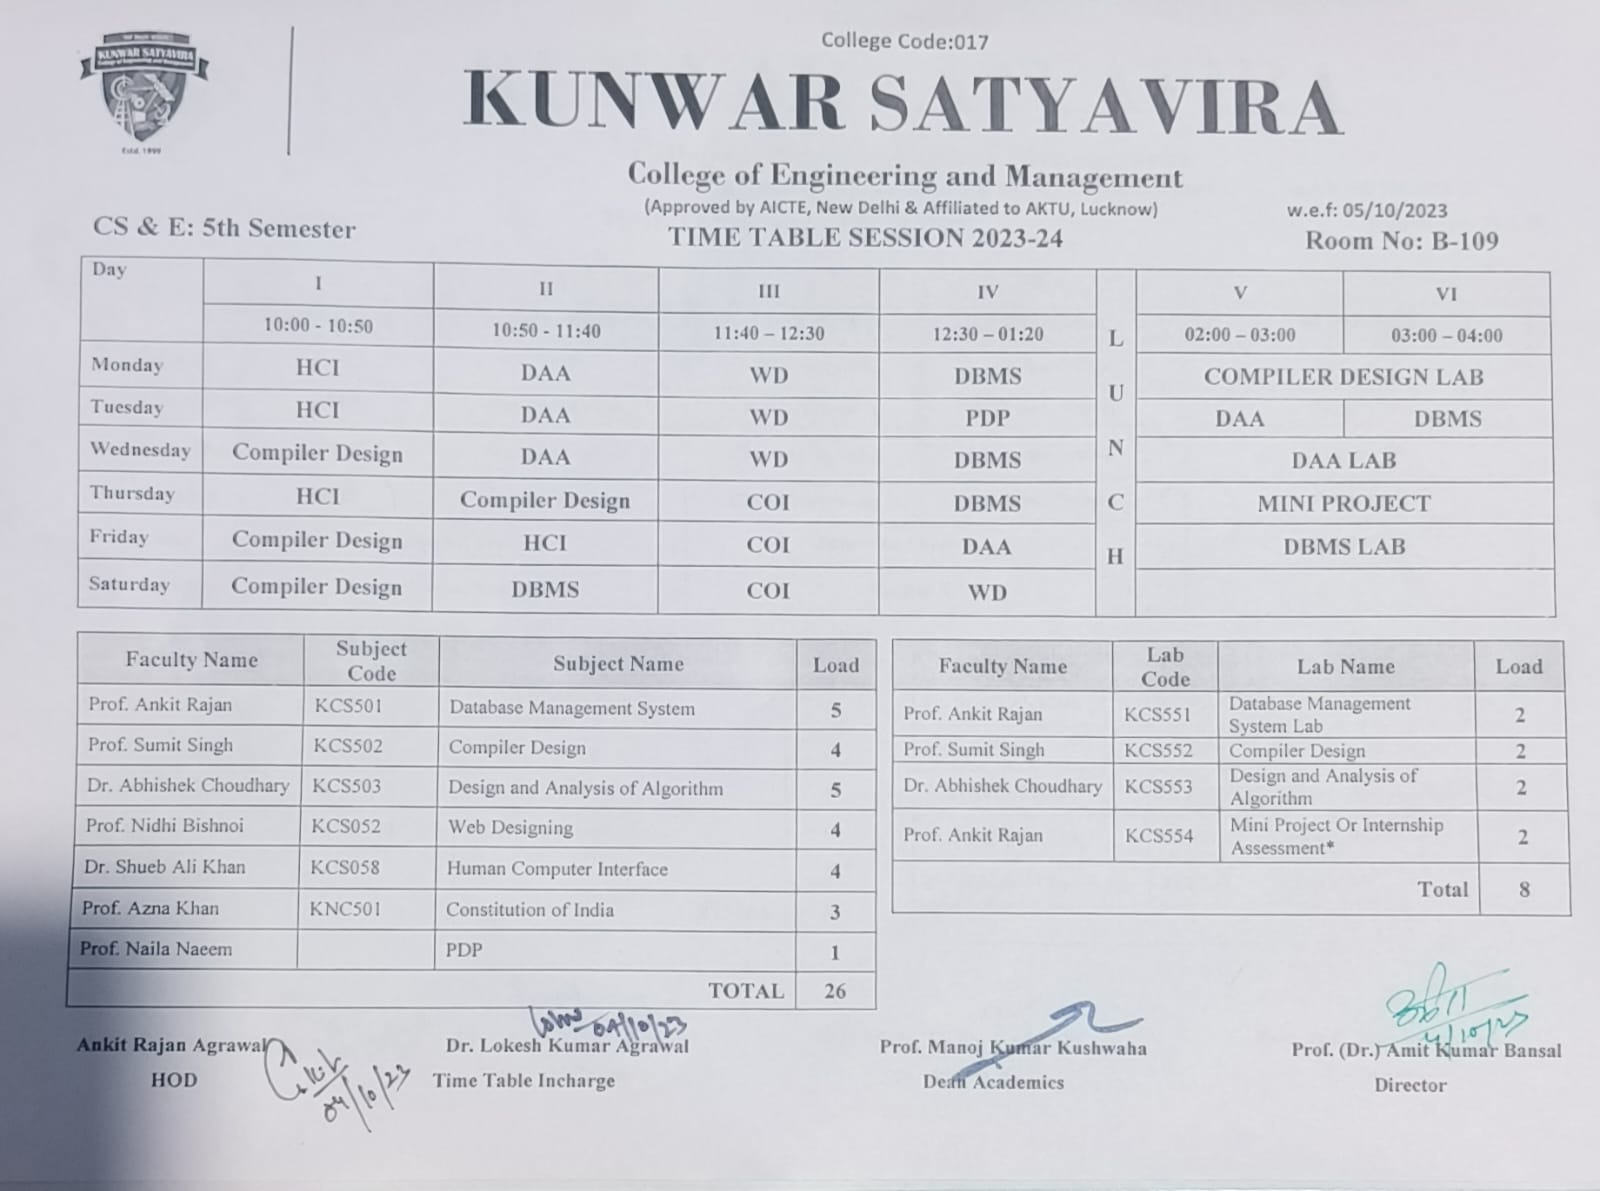 KUNWAR SATYAVIRA
Estd. 1999
College Code:017
KUNWAR SATYAVIRA
College of Engineering and Management
(Approved by AICTE, New Delhi & Affiliated to AKTU, Lucknow)
w.e.f: 05/10/2023
CS & E: 5th Semester
TIME TABLE SESSION 2023-24
Room No: B-109
Day I II III IV L U N C H V VI
10:00 - 10:50 10:50 - 11:40 11:40 – 12:30 12:30 – 01:20 02:00 – 03:00 03:00 – 04:00
Monday HCI DAA WD DBMS COMPILER DESIGN LAB
Tuesday HCI DAA WD PDP DAA DBMS
Wednesday Compiler Design DAA WD DBMS DAA LAB
Thursday HCI Compiler Design COI DBMS MINI PROJECT
Friday Compiler Design HCI COI DAA DBMS LAB
Saturday Compiler Design DBMS COI WD
Faculty Name Subject Code Subject Name Load
Prof. Ankit Rajan KCS501 Database Management System 5
Prof. Sumit Singh KCS502 Compiler Design 4
Dr. Abhishek Choudhary KCS503 Design and Analysis of Algorithm 5
Prof. Nidhi Bishnoi KCS052 Web Designing 4
Dr. Shueb Ali Khan KCS058 Human Computer Interface 4
Prof. Azna Khan KNC501 Constitution of India 3
Prof. Naila Naeem PDP 1
TOTAL 26
Faculty Name Lab Code Lab Name Load
Prof. Ankit Rajan KCS551 Database Management System Lab 2
Prof. Sumit Singh KCS552 Compiler Design 2
Dr. Abhishek Choudhary KCS553 Design and Analysis of Algorithm 2
Prof. Ankit Rajan KCS554 Mini Project Or Internship Assessment* 2
Total 8
04/10/23
4/10/23
Ankit Rajan Agrawal
Dr. Lokesh Kumar Agrawal
Prof. Manoj Kumar Kushwaha
Prof. (Dr.) Amit Kumar Bansal
HOD
04/10/23
Time Table Incharge
Dean Academics
Director